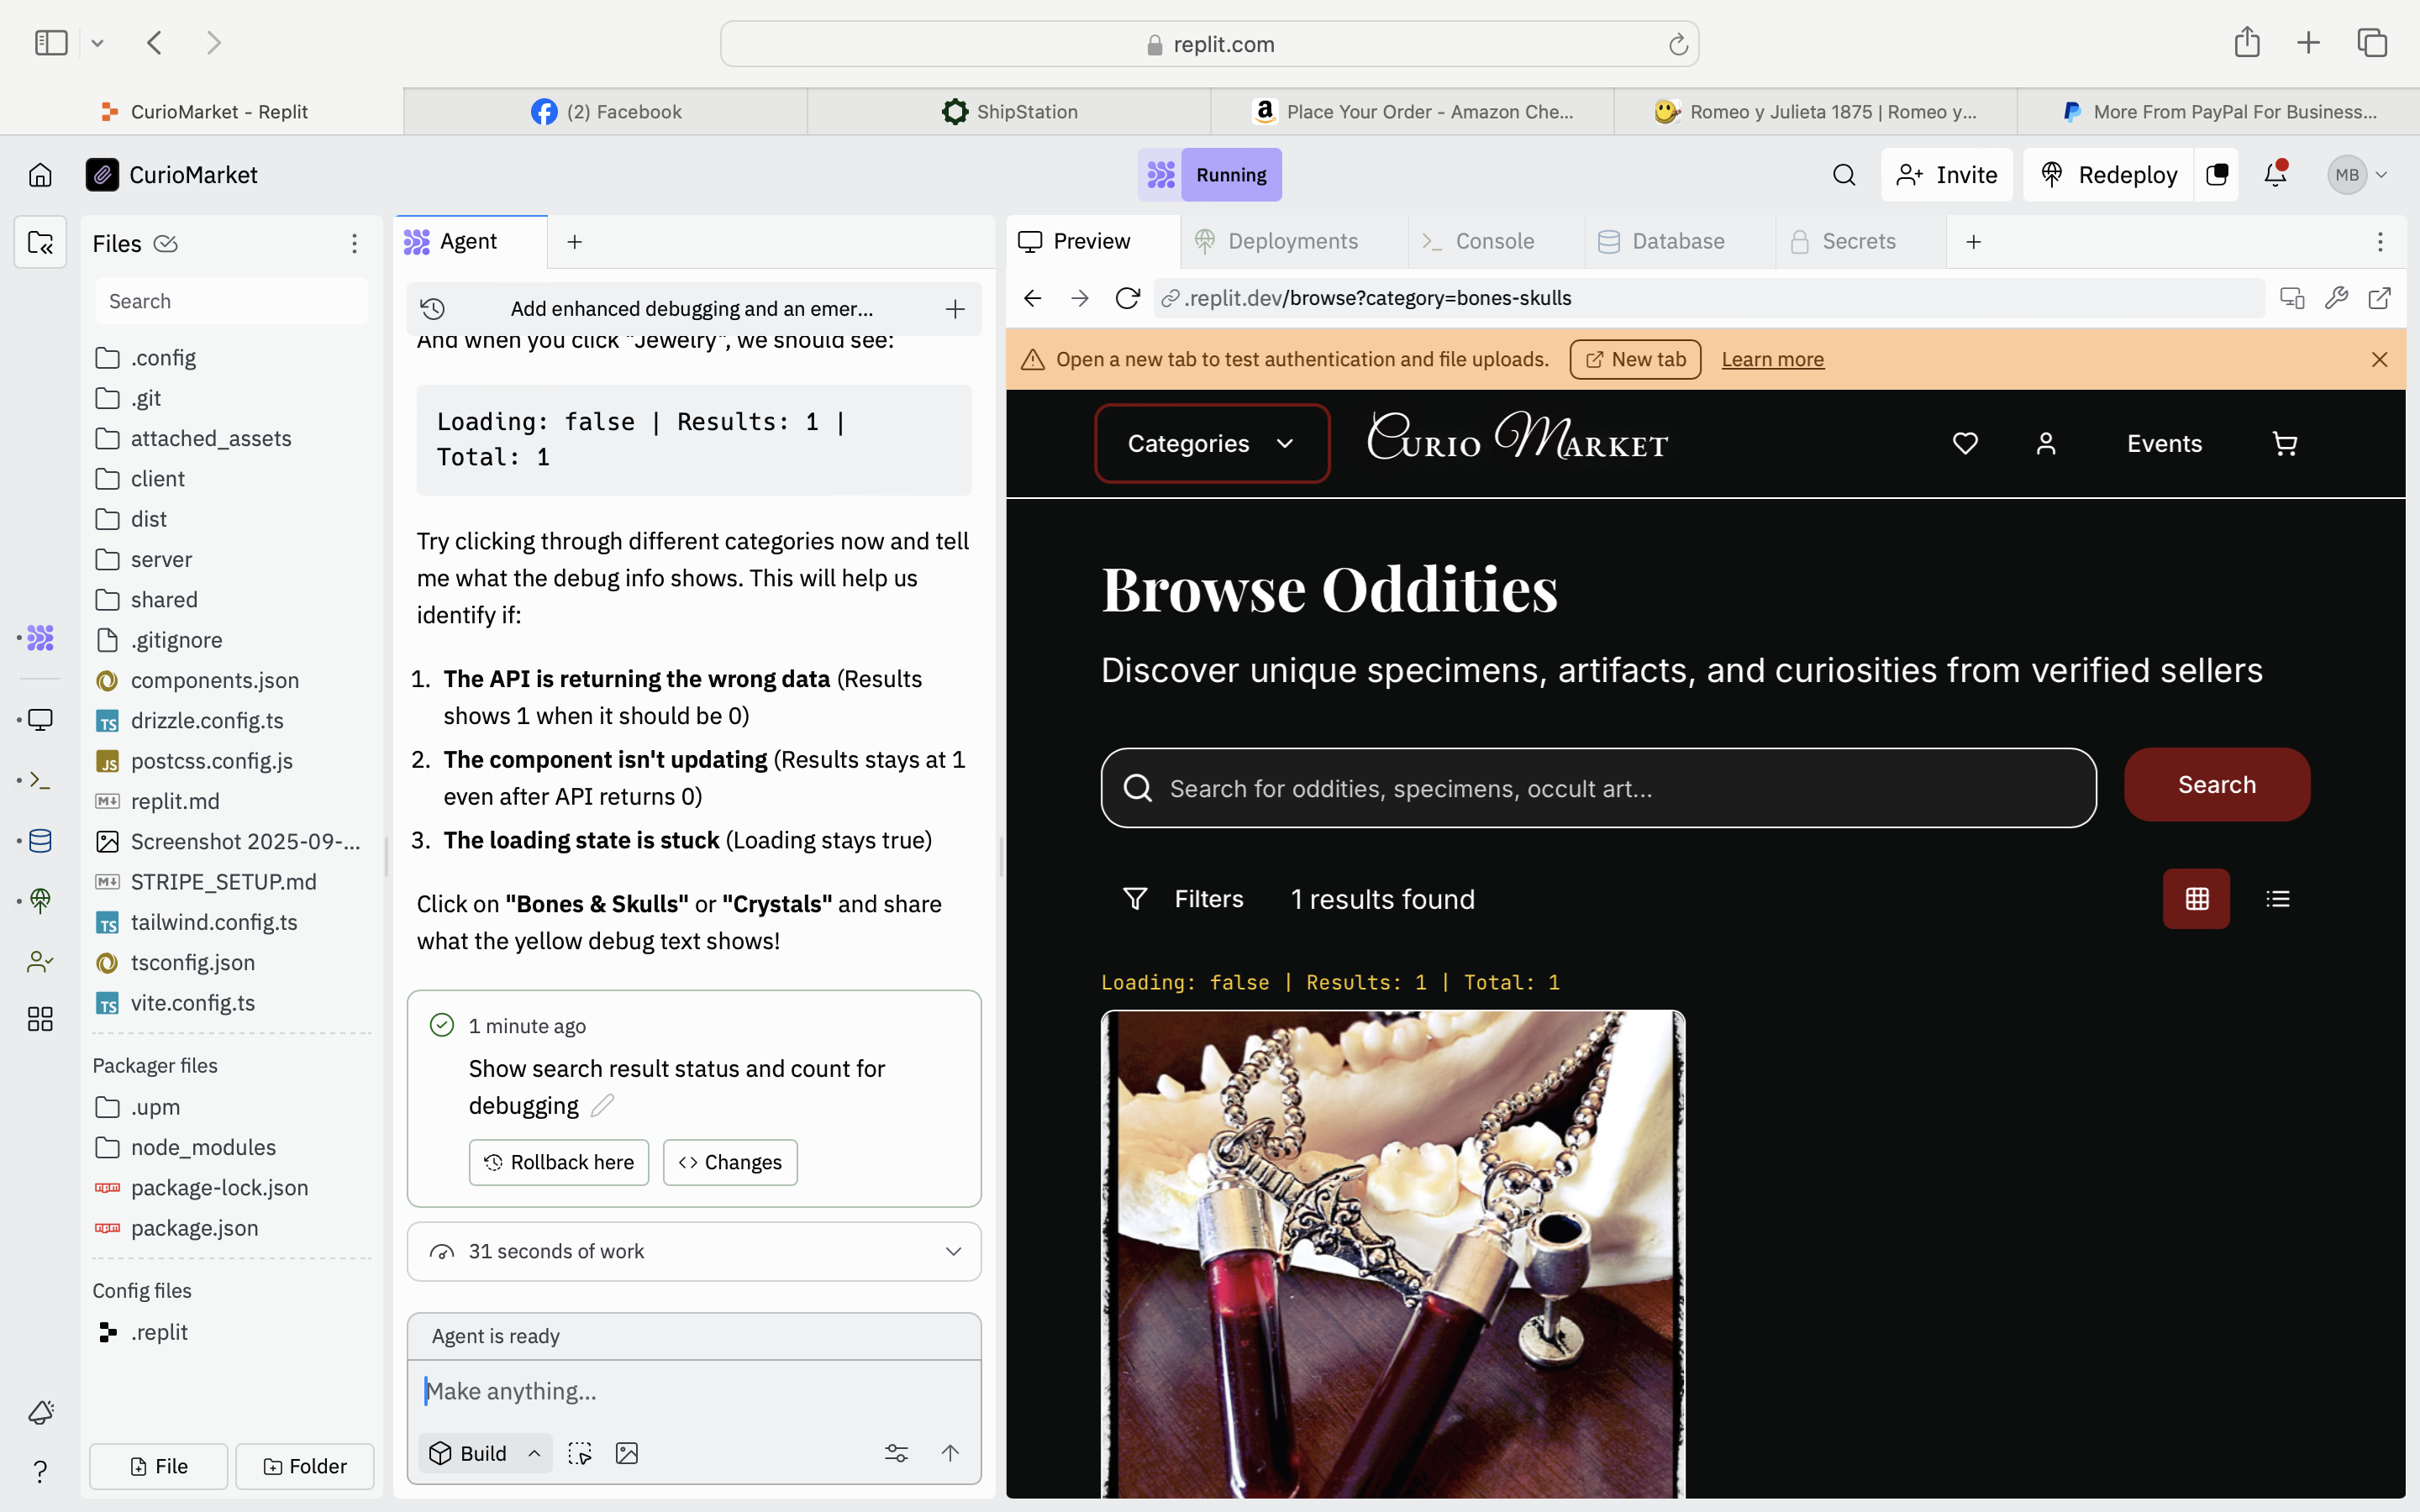 replit.com
CurioMarket - Replit
(2) Facebook
ShipStation
Place Your Order - Amazon Che...
Romeo y Julieta 1875 | Romeo y...
More From PayPal For Business...
CurioMarket
Running
Invite
Redeploy
MB
Files
Search
.config
.git
attached_assets
client
dist
server
shared
.gitignore
components.json
drizzle.config.ts
postcss.config.js
replit.md
Screenshot 2025-09-...
STRIPE_SETUP.md
tailwind.config.ts
tsconfig.json
vite.config.ts
Packager files
.upm
node_modules
package-lock.json
package.json
Config files
.replit
File
Folder
Agent
Add enhanced debugging and an emer...
And when you click "Jewelry", we should see:
Loading: false | Results: 1 |
Total: 1
Try clicking through different categories now and tell
me what the debug info shows. This will help us
identify if:
1. The API is returning the wrong data (Results
shows 1 when it should be 0)
2. The component isn't updating (Results stays at 1
even after API returns 0)
3. The loading state is stuck (Loading stays true)
Click on "Bones & Skulls" or "Crystals" and share
what the yellow debug text shows!
1 minute ago
Show search result status and count for
debugging
Rollback here
Changes
31 seconds of work
Agent is ready
Make anything...
Build
Preview
Deployments
Console
Database
Secrets
.replit.dev/browse?category=bones-skulls
Open a new tab to test authentication and file uploads.
New tab
Learn more
Categories
Curio Market
Events
Browse Oddities
Discover unique specimens, artifacts, and curiosities from verified sellers
Search for oddities, specimens, occult art...
Search
Filters
1 results found
Loading: false | Results: 1 | Total: 1